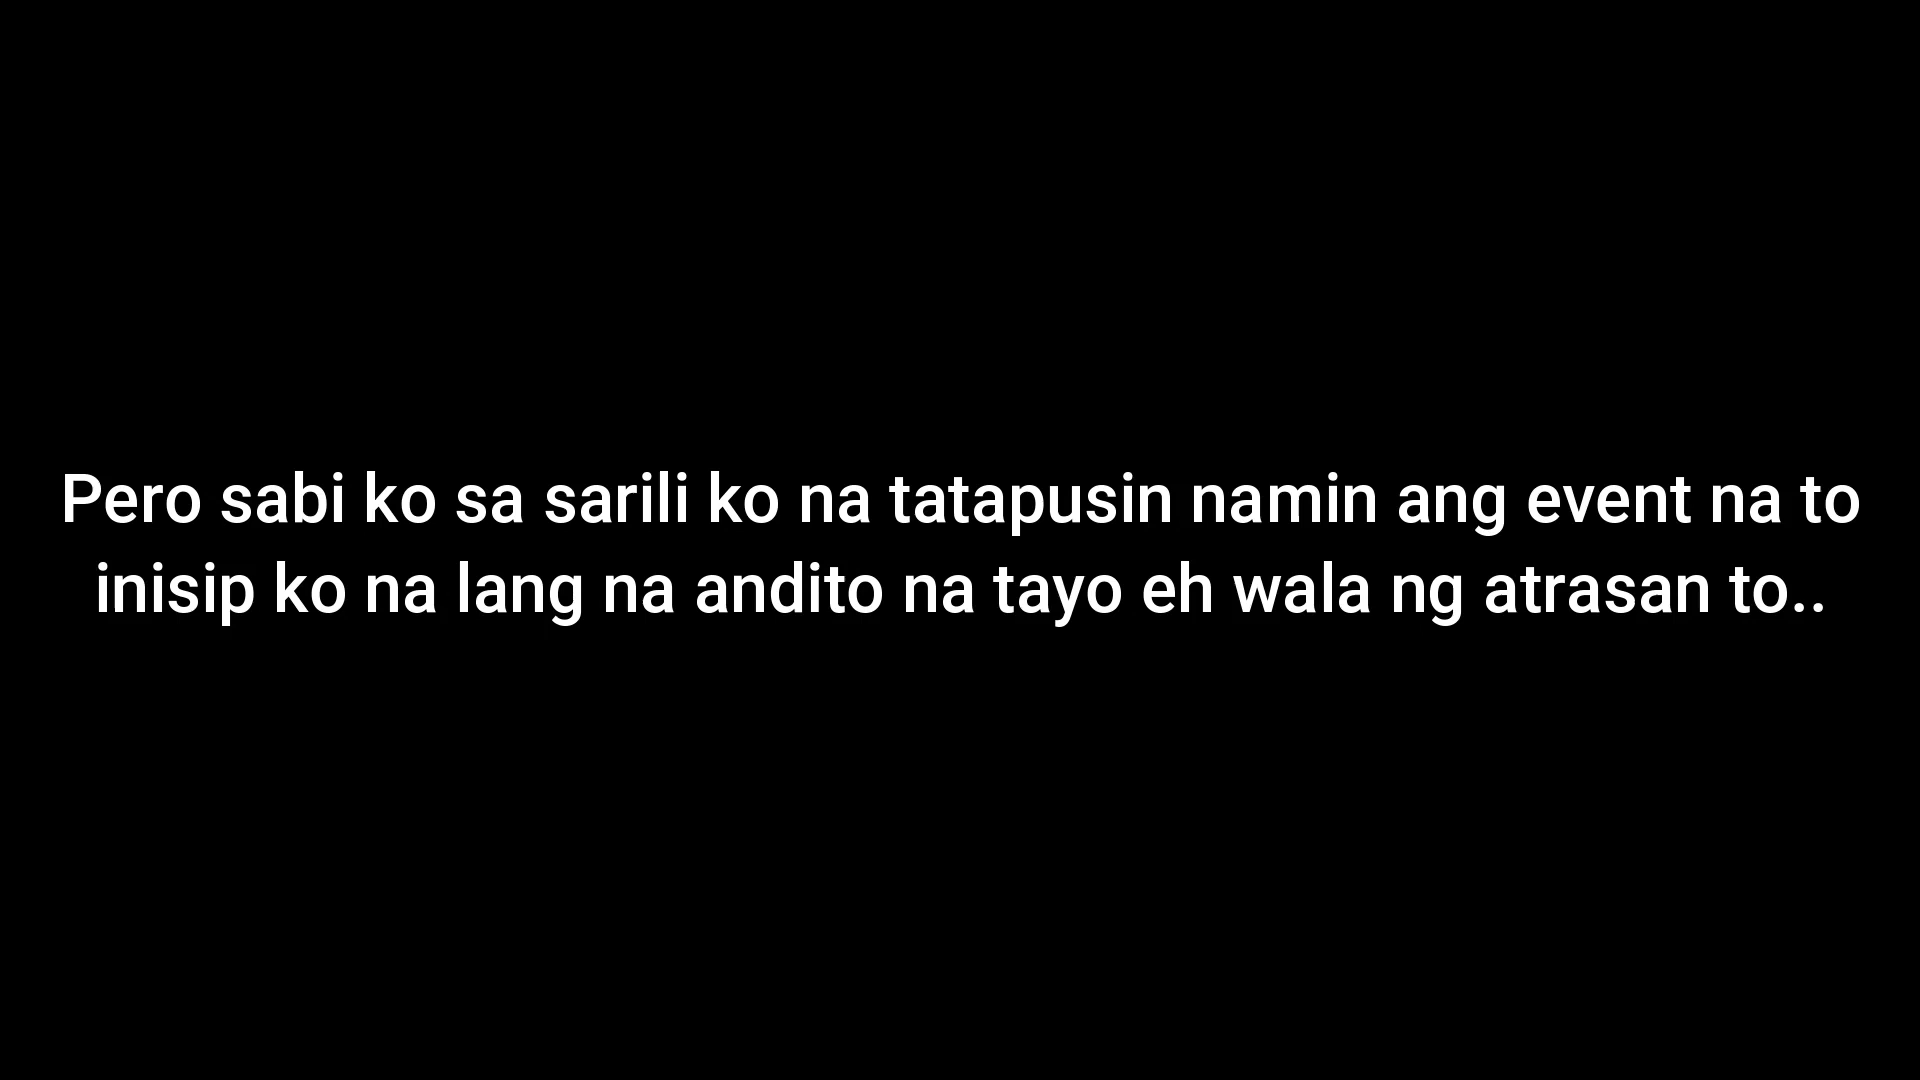 Pero sabi ko sa sarili ko na tatapusin namin ang event na to
inisip ko na lang na andito na tayo eh wala ng atrasan to..